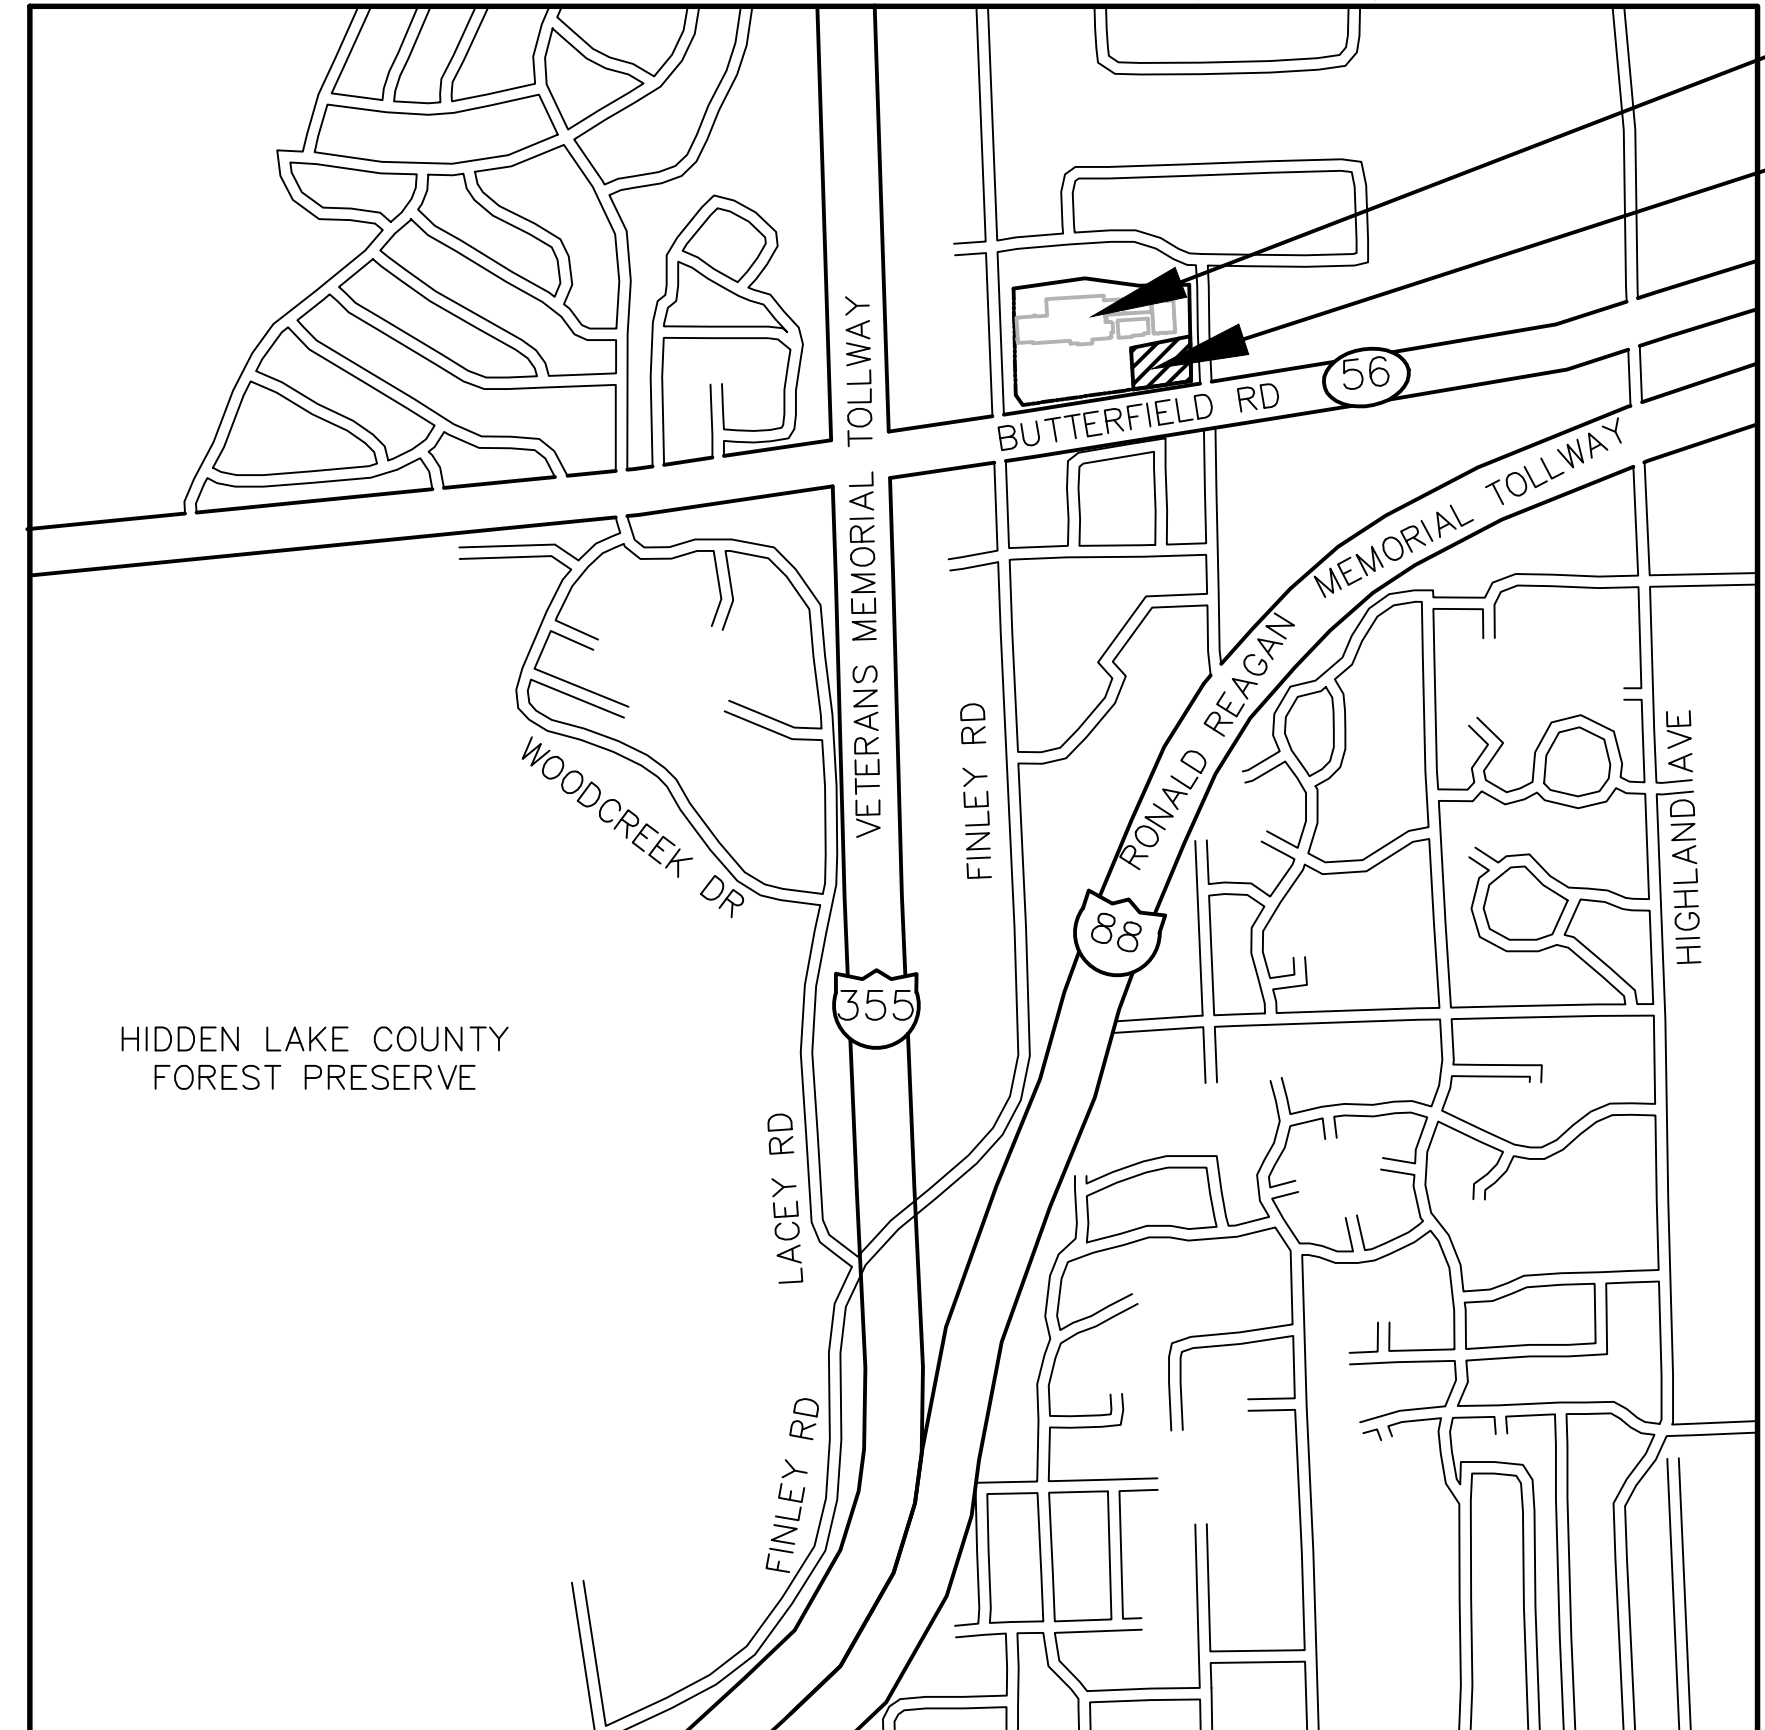 VETERANS MEMORIAL TOLLWAY
BUTTERFIELD RD
56
RONALD REAGAN MEMORIAL TOLLWAY
WOODCREEK DR
FINLEY RD
HIGHLAND AVE
88
355
HIDDEN LAKE COUNTY
FOREST PRESERVE
LACEY RD
FINLEY RD